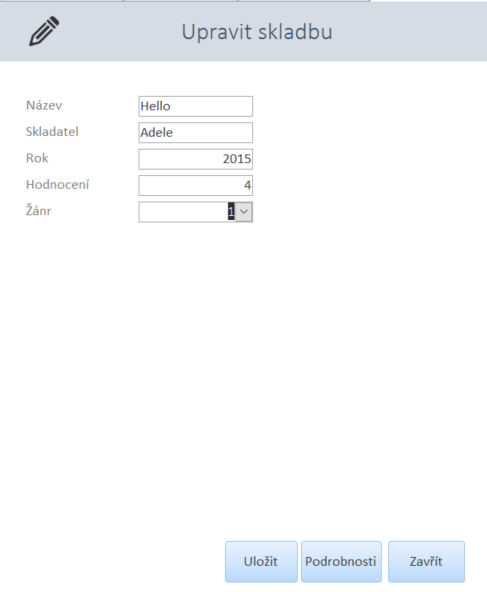 Upravit skladbu
Název Hello
Skladatel Adele
Rok 2015
Hodnocení 4
Žánr 1
Uložit Podrobnosti Zavřít